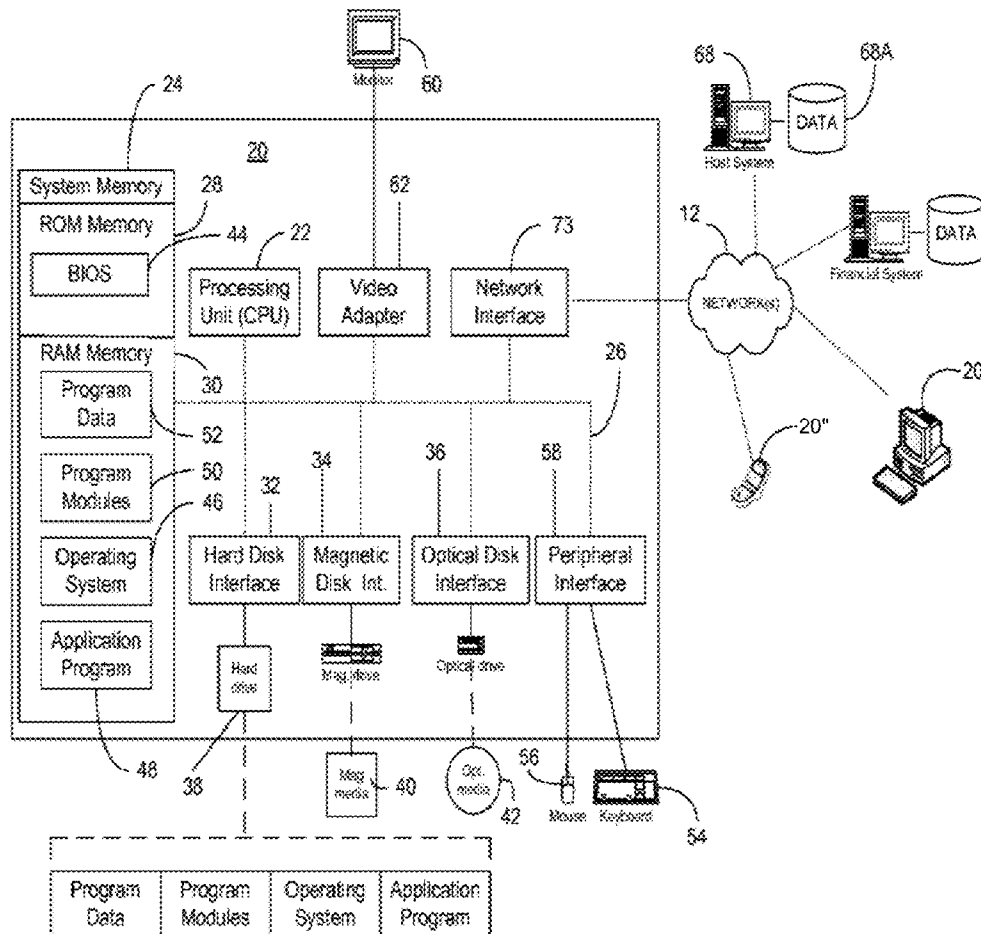 Monitor
60
68
68A
24
DATA
Host System
20
System Memory
28
ROM Memory
44
BIOS
22
62
73
12
DATA
Financial System
Processing
Unit (CPU)
Video
Adapter
Network
Interface
NETWORK(s)
RAM Memory
30
26
20
Program
Data
52
20"
Program
Modules
50
34
36
58
46
32
Operating
System
Hard Disk
Interface
Magnetic
Disk Int.
Optical Disk
Interface
Peripheral
Interface
Application
Program
Hard
drive
Mag drive
Optical drive
48
38
Mag
media
40
Opt.
media
42
56
Mouse
Keyboard
54
Program
Data
Program
Modules
Operating
System
Application
Program